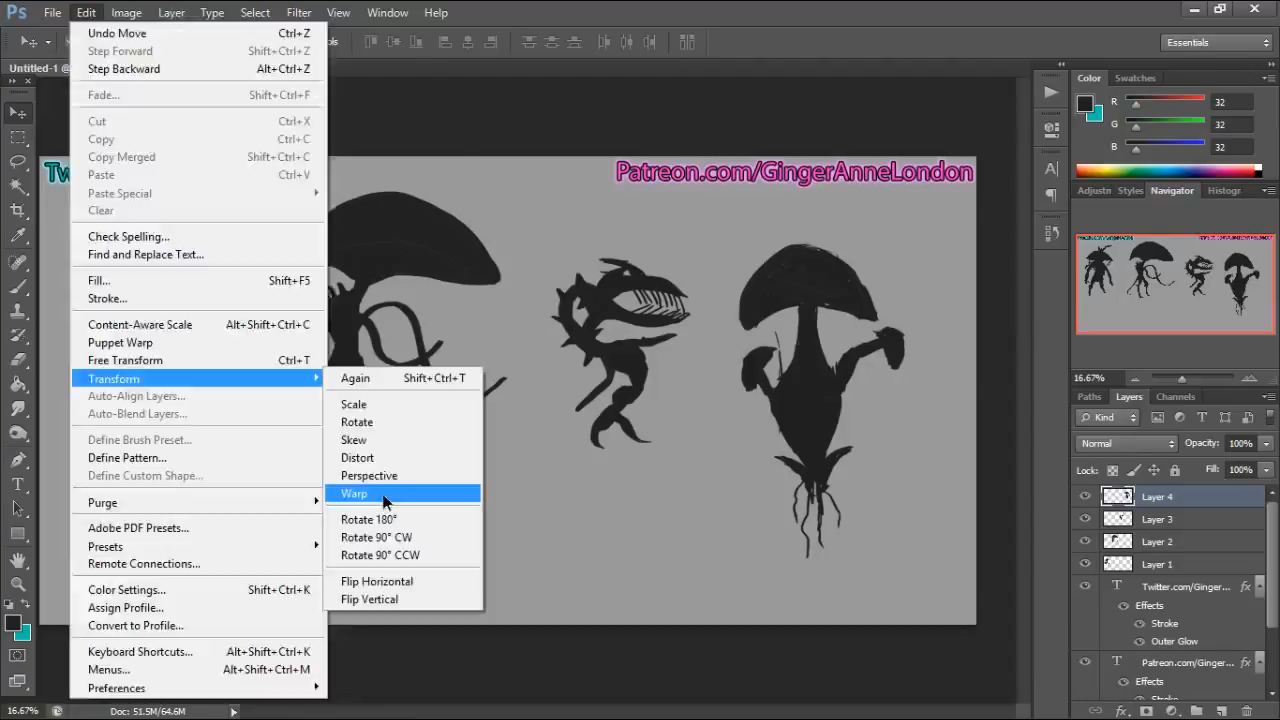 Ps File Edit Image Layer Type Select Filter View Window Help
Essentials
Untitled-1 @
Undo Move Ctrl+Z
Step Forward Shift+Ctrl+Z
Step Backward Alt+Ctrl+Z
Fade... Shift+Ctrl+F
Cut Ctrl+X
Copy Ctrl+C
Copy Merged Shift+Ctrl+C
Paste Ctrl+V
Paste Special
Clear
Check Spelling...
Find and Replace Text...
Fill... Shift+F5
Stroke...
Content-Aware Scale Alt+Shift+Ctrl+C
Puppet Warp
Free Transform Ctrl+T
Transform
Auto-Align Layers...
Auto-Blend Layers...
Define Brush Preset...
Define Pattern...
Define Custom Shape...
Purge
Adobe PDF Presets...
Presets
Remote Connections...
Color Settings... Shift+Ctrl+K
Assign Profile...
Convert to Profile...
Keyboard Shortcuts... Alt+Shift+Ctrl+K
Menus... Alt+Shift+Ctrl+M
Preferences
Again Shift+Ctrl+T
Scale
Rotate
Skew
Distort
Perspective
Warp
Rotate 180°
Rotate 90° CW
Rotate 90° CCW
Flip Horizontal
Flip Vertical
Tw
Patreon.com/GingerAnneLondon
Color Swatches
R 32
G 32
B 32
Adjustn Styles Navigator Histogr
16.67%
Paths Layers Channels
Kind
Normal Opacity: 100%
Lock: Fill: 100%
Layer 4
Layer 3
Layer 2
Layer 1
T Twitter.com/Ginger... fx
Effects
Stroke
Outer Glow
T Patreon.com/Ginger... fx
Effects
Stroke
16.67% Doc: 51.5M/64.6M